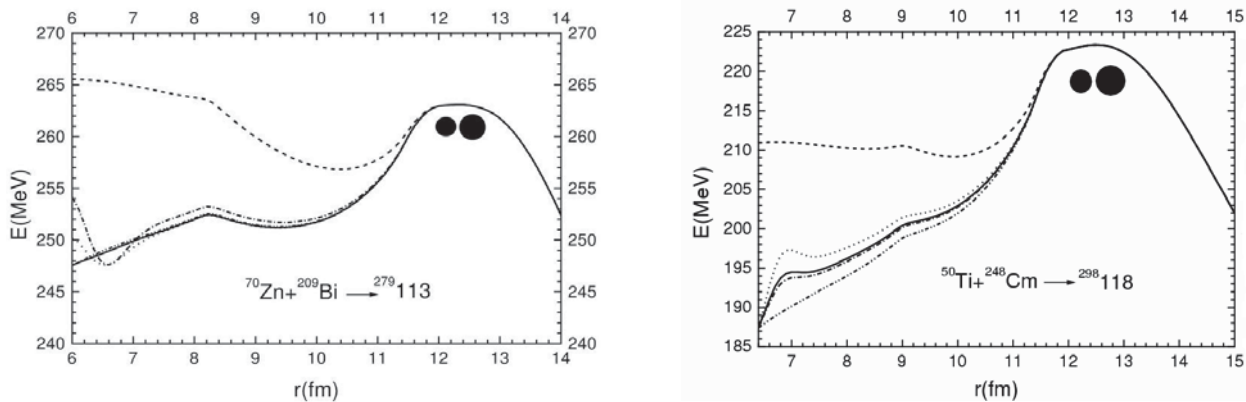 6 7 8 9 10 11 12 13 14
270 270
265 265
260 260
255 255
250 250
245 245
240 240
E(MeV)
⁷⁰Zn+²⁰⁹Bi → ²⁷⁹113
6 7 8 9 10 11 12 13 14
r(fm)
7 8 9 10 11 12 13 14 15
225
220
215
210
205
200
195
190
185
E(MeV)
⁵⁰Ti+²⁴⁸Cm → ²⁹⁸118
7 8 9 10 11 12 13 14 15
r(fm)